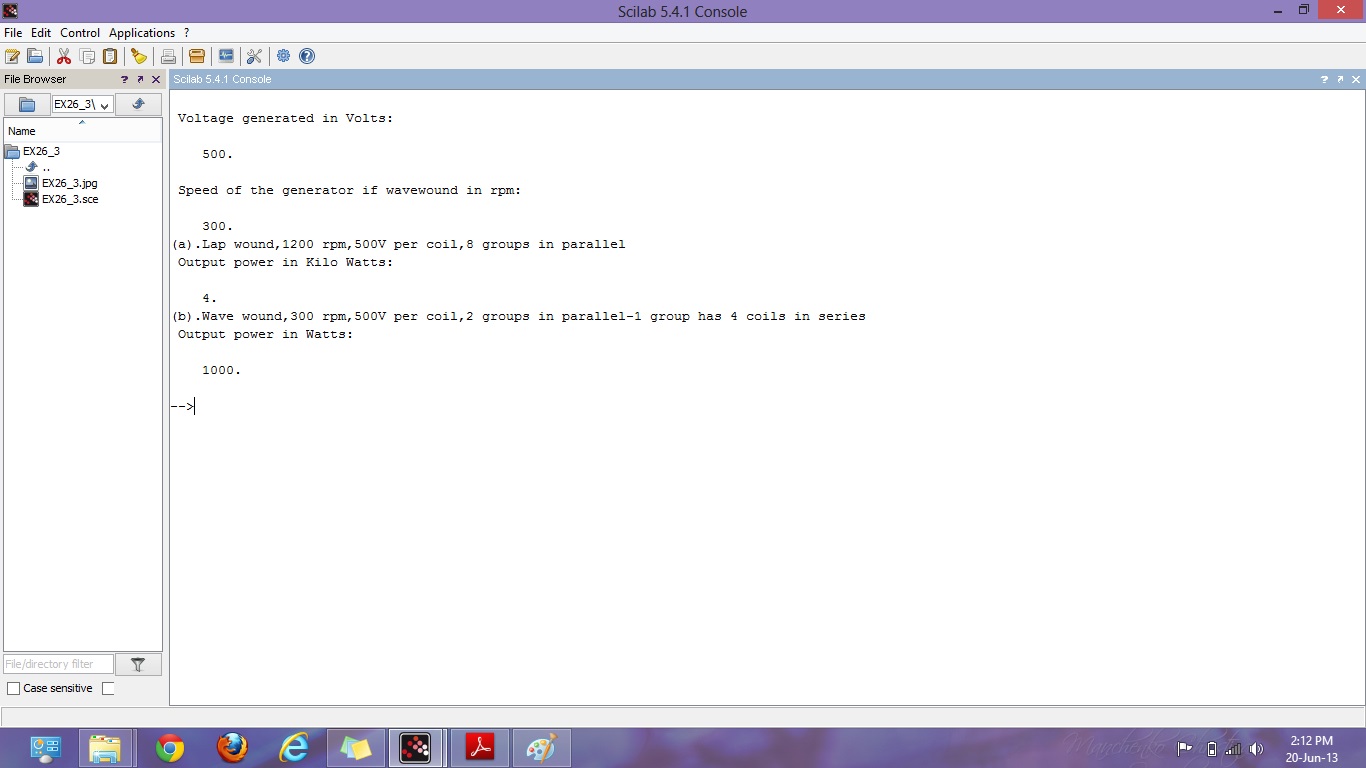 Scilab 5.4.1 Console
File Edit Control Applications ?
File Browser ? 
Scilab 5.4.1 Console ?
EX26_3\
Name
EX26_3
..
EX26_3.jpg
EX26_3.sce
Voltage generated in Volts:
500.
Speed of the generator if wavewound in rpm:
300.
(a).Lap wound,1200 rpm,500V per coil,8 groups in parallel
Output power in Kilo Watts:
4.
(b).Wave wound,300 rpm,500V per coil,2 groups in parallel-1 group has 4 coils in series
Output power in Watts:
1000.
-->
File/directory filter
Case sensitive
2:12 PM
20-Jun-13